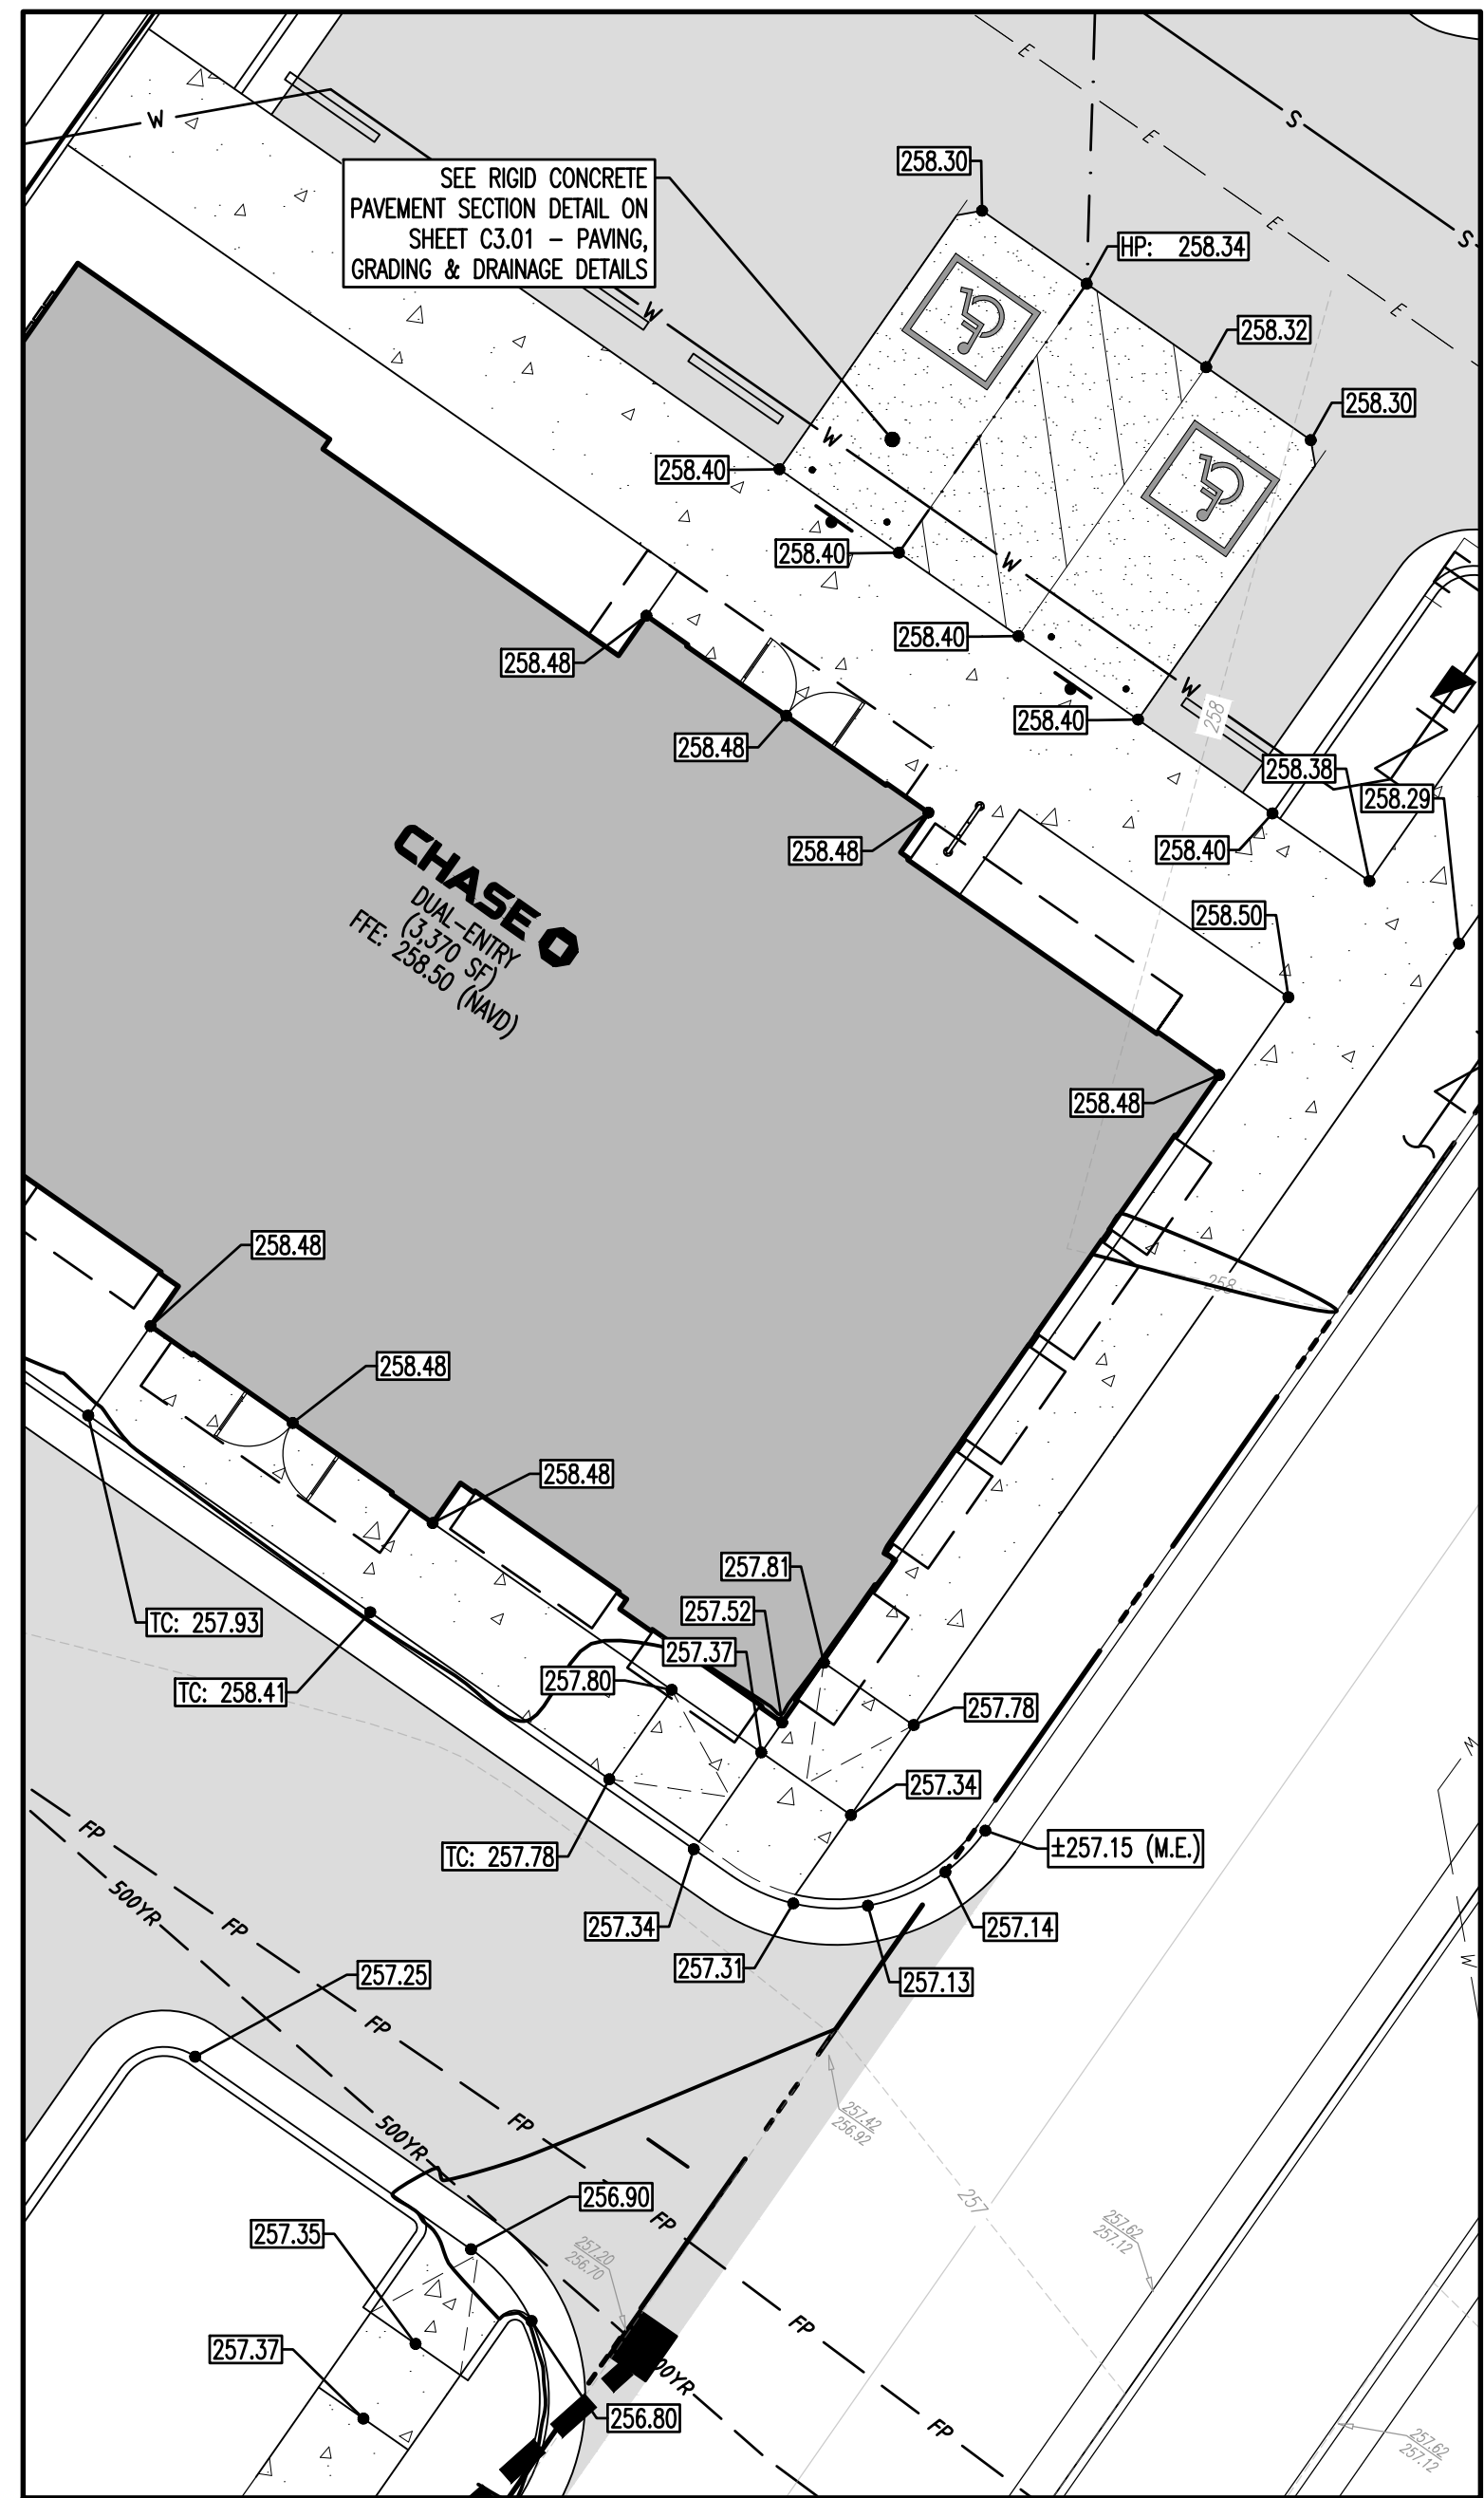 E
S
E
W
258.30
SEE RIGID CONCRETE
PAVEMENT SECTION DETAIL ON
SHEET C3.01 – PAVING,
GRADING & DRAINAGE DETAILS
E
S
HP: 258.34
W
E
258.32
258.30
W
258.40
258.40
W
258.40
258.48
W
258
258.40
258.48
258.38
258.29
258.48
258.40
CHASE
DUAL-ENTRY
(3,370 SF)
FFE: 258.50 (NAVD)
258.50
258.48
258.48
258
258.48
258.48
257.81
257.52
TC: 257.93
257.37
257.80
TC: 258.41
257.78
W
257.34
FP
±257.15 (M.E.)
TC: 257.78
500YR
FP
257.34
257.14
W
257.31
257.25
257.13
FP
257.42
256.92
FP
500YR
256.90
257
FP
257.62
257.12
257.35
257.20
256.70
FP
257.37
00YR
256.80
FP
257.62
257.12